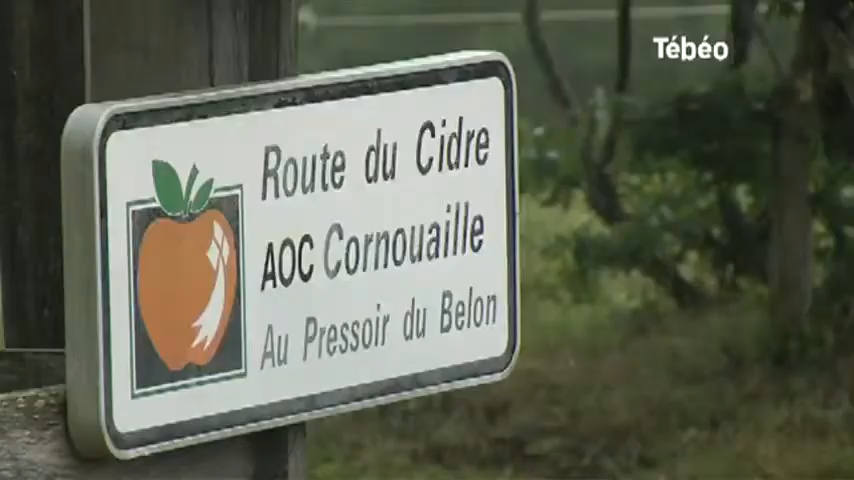 Tébéo
Route du Cidre
AOC Cornouaille
Au Pressoir du Belon